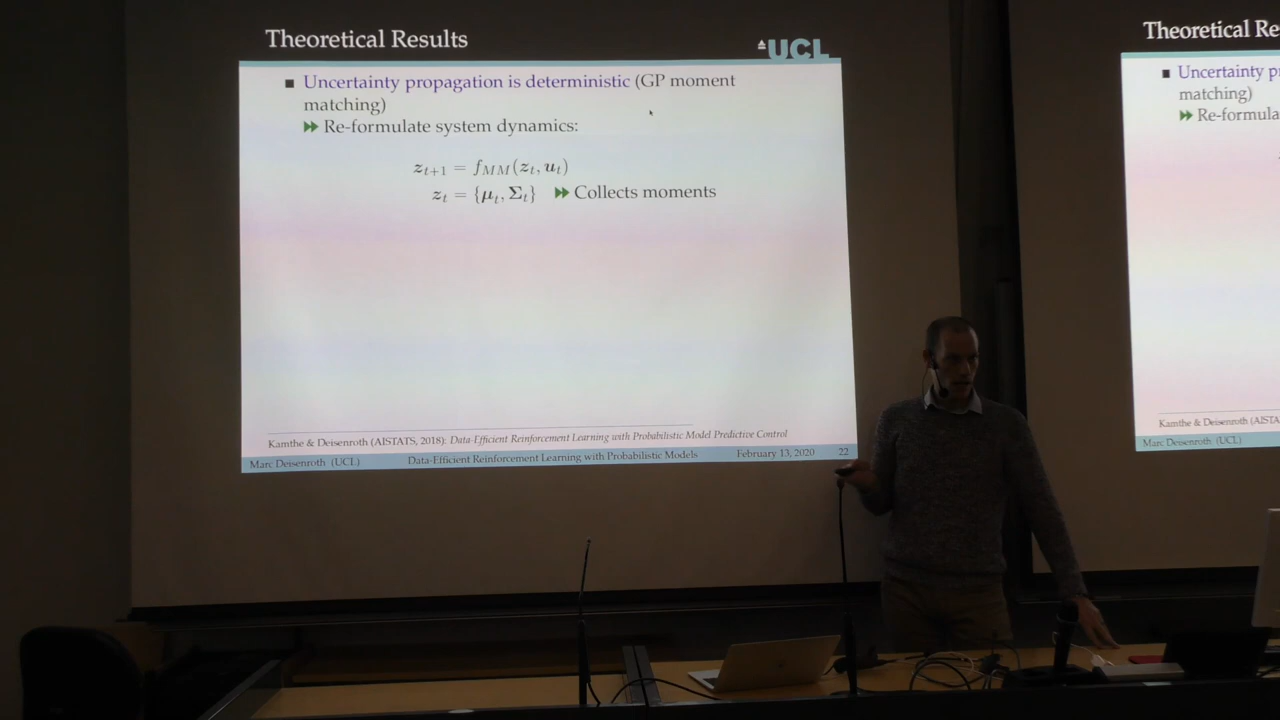 Theoretical Results
UCL
■ Uncertainty propagation is deterministic (GP moment
matching)
Re-formulate system dynamics:
z_{t+1} = f_{MM}(z_t, u_t)
z_t = {μ_t, Σ_t} Collects moments
Kamthe & Deisenroth (AISTATS, 2018): Data-Efficient Reinforcement Learning with Probabilistic Model Predictive Control
Marc Deisenroth (UCL) Data-Efficient Reinforcement Learning with Probabilistic Models February 13, 2020 22
Theoretical Re
■ Uncertainty p
matching)
Re-formula
Kamthe & Deisenroth (AISTA
Marc Deisenroth (UCL)